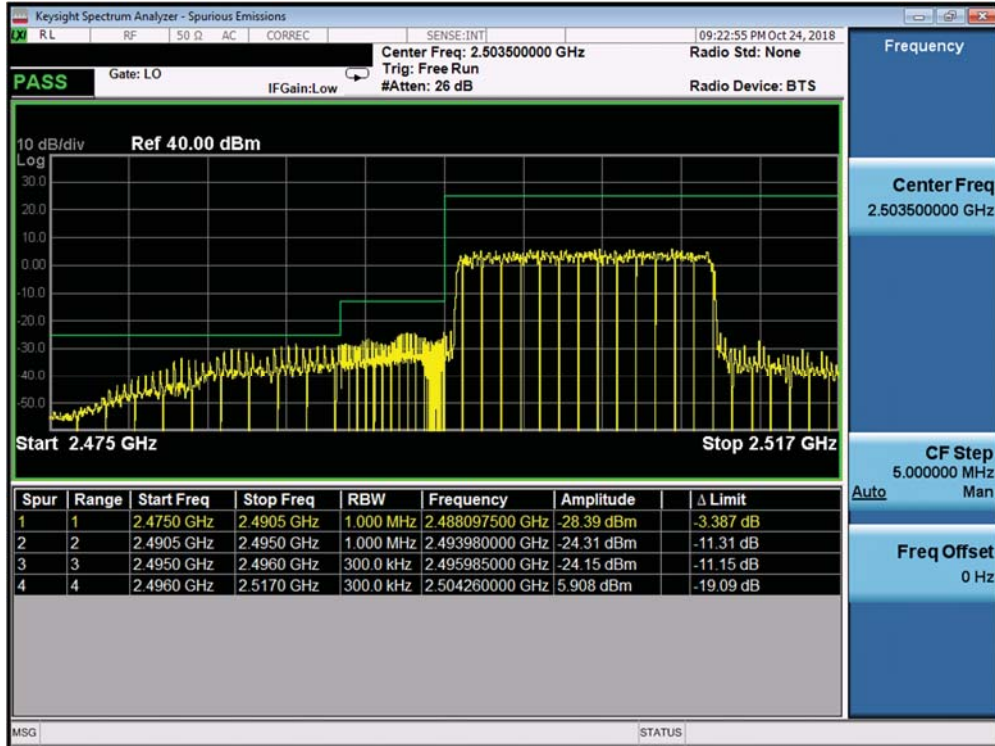 Keysight Spectrum Analyzer - Spurious Emissions
LXI RL RF 50 Ω AC CORREC SENSE:INT 09:22:55 PM Oct 24, 2018
Center Freq: 2.503500000 GHz Radio Std: None
PASS Gate: LO Trig: Free Run
IFGain:Low #Atten: 26 dB Radio Device: BTS
10 dB/div Ref 40.00 dBm
Log
30.0
20.0
10.0
0.00
-10.0
-20.0
-30.0
-40.0
-50.0
Start 2.475 GHz Stop 2.517 GHz
Spur Range Start Freq Stop Freq RBW Frequency Amplitude Δ Limit
1 1 2.4750 GHz 2.4905 GHz 1.000 MHz 2.488097500 GHz -28.39 dBm -3.387 dB
2 2 2.4905 GHz 2.4950 GHz 1.000 MHz 2.493980000 GHz -24.31 dBm -11.31 dB
3 3 2.4950 GHz 2.4960 GHz 300.0 kHz 2.495985000 GHz -24.15 dBm -11.15 dB
4 4 2.4960 GHz 2.5170 GHz 300.0 kHz 2.504260000 GHz 5.908 dBm -19.09 dB
MSG STATUS
Frequency
Center Freq
2.503500000 GHz
CF Step
5.000000 MHz
Auto Man
Freq Offset
0 Hz